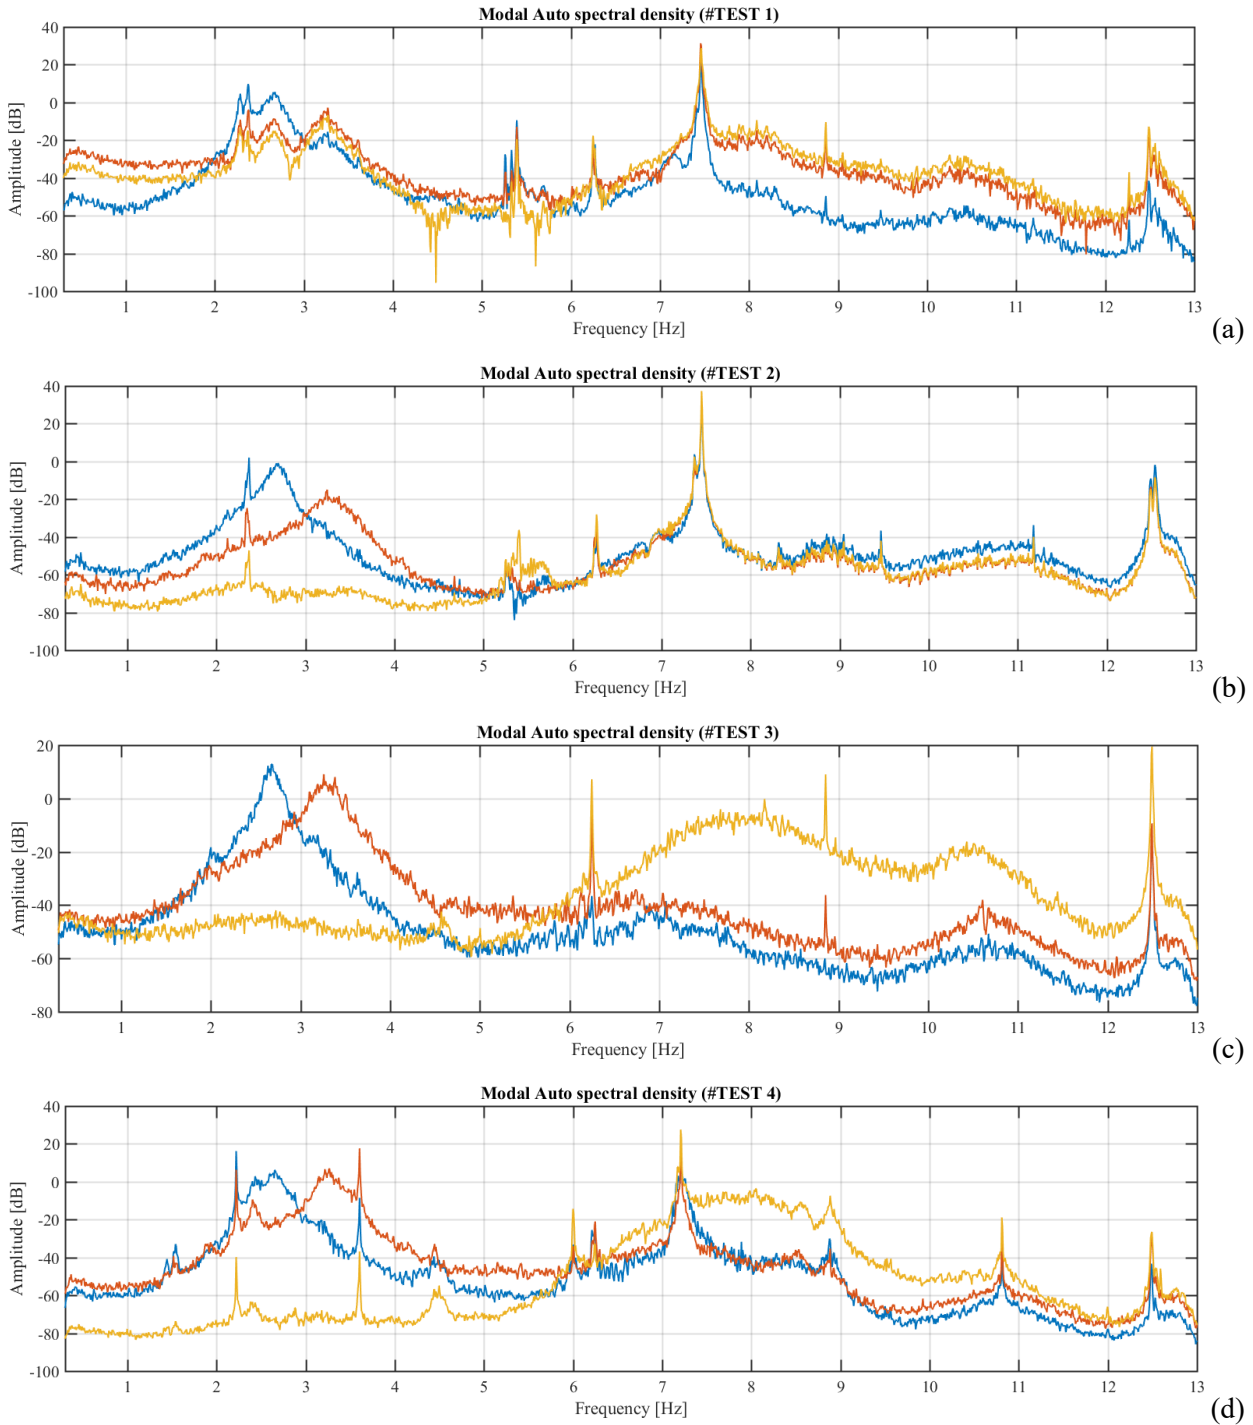 Modal Auto spectral density (#TEST 1)
40
20
0
-20
-40
-60
-80
-100
Amplitude [dB]
1 2 3 4 5 6 7 8 9 10 11 12 13
Frequency [Hz]
(a)
Modal Auto spectral density (#TEST 2)
40
20
0
-20
-40
-60
-80
-100
Amplitude [dB]
1 2 3 4 5 6 7 8 9 10 11 12 13
Frequency [Hz]
(b)
Modal Auto spectral density (#TEST 3)
20
0
-20
-40
-60
-80
Amplitude [dB]
1 2 3 4 5 6 7 8 9 10 11 12 13
Frequency [Hz]
(c)
Modal Auto spectral density (#TEST 4)
40
20
0
-20
-40
-60
-80
-100
Amplitude [dB]
1 2 3 4 5 6 7 8 9 10 11 12 13
Frequency [Hz]
(d)